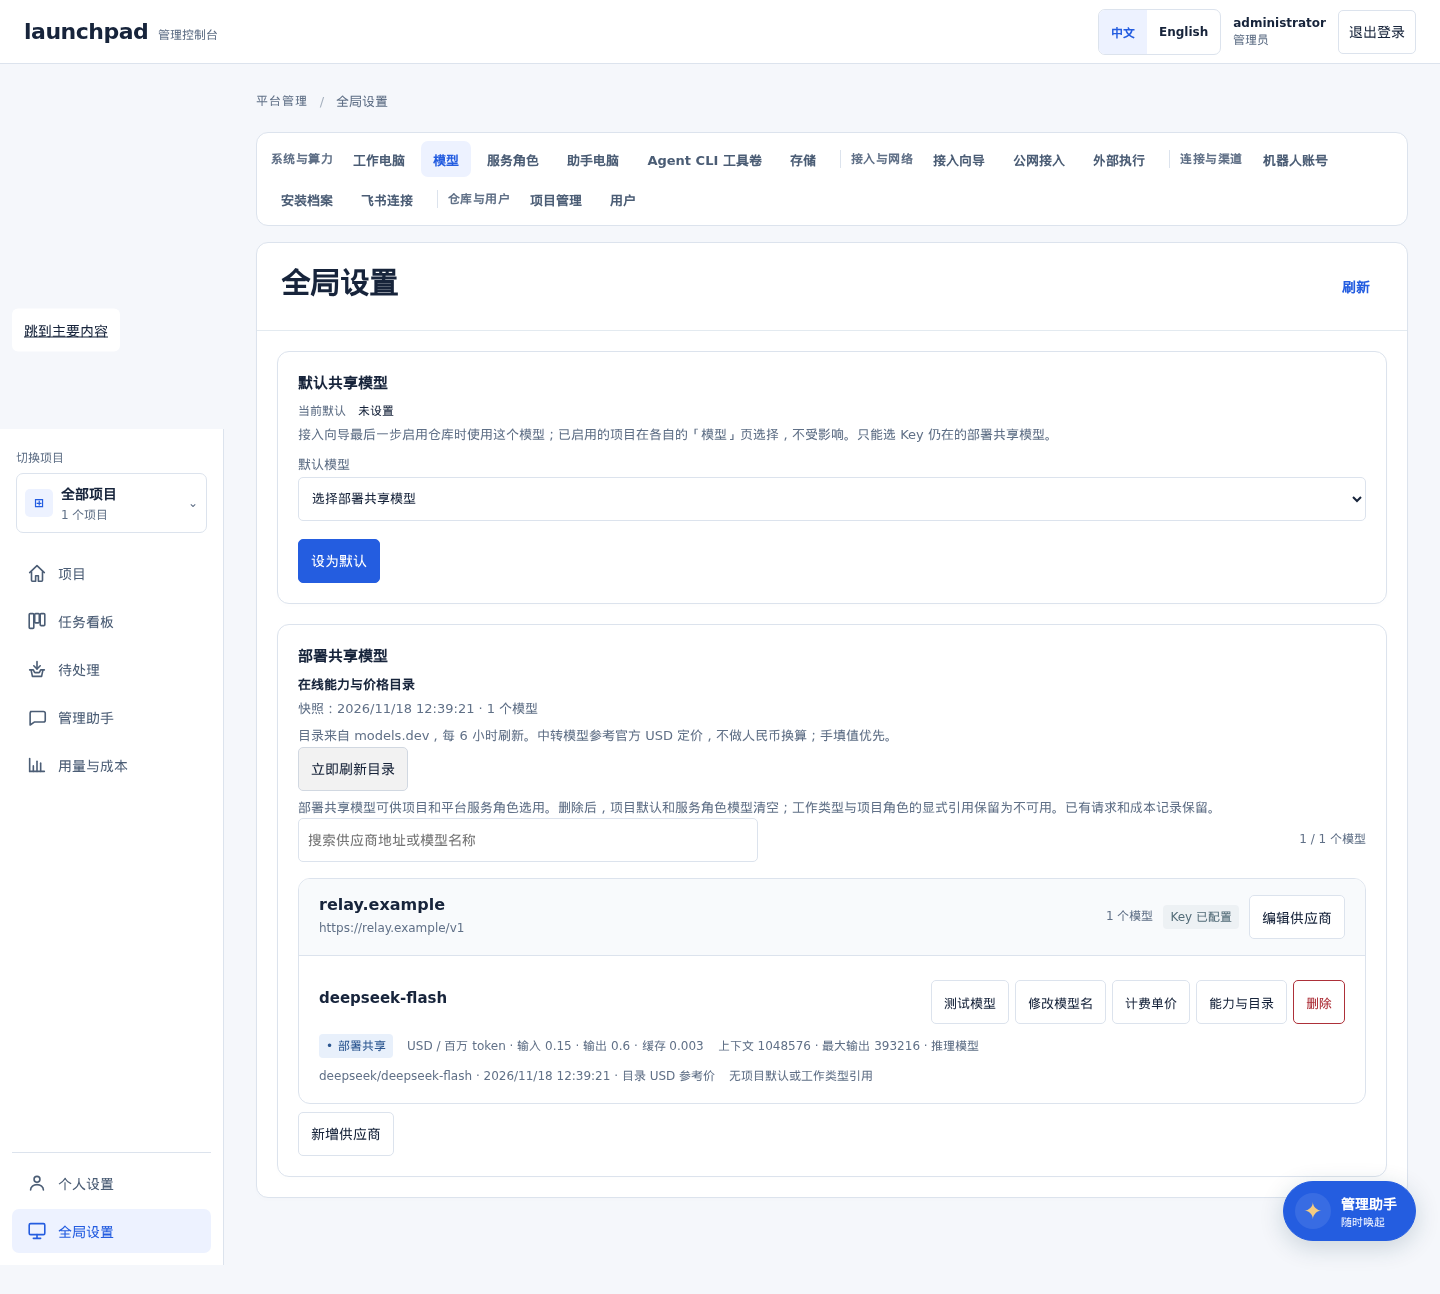 launchpad 管理控制台
中文 English administrator 管理员 退出登录
平台管理 / 全局设置
系统与算力 工作电脑 模型 服务角色 助手电脑 Agent CLI 工具卷 存储 接入与网络 接入向导 公网接入 外部执行 连接与渠道 机器人账号
安装档案 飞书连接 仓库与用户 项目管理 用户
全局设置
刷新
跳到主要内容
默认共享模型
当前默认 未设置
接入向导最后一步启用仓库时使用这个模型；已启用的项目在各自的「模型」页选择，不受影响。只能选 Key 仍在的部署共享模型。
默认模型
选择部署共享模型
设为默认
切换项目
全部项目
1 个项目
项目
任务看板
待处理
管理助手
用量与成本
个人设置
全局设置
部署共享模型
在线能力与价格目录
快照：2026/11/18 12:39:21 · 1 个模型
目录来自 models.dev，每 6 小时刷新。中转模型参考官方 USD 定价，不做人民币换算；手填值优先。
立即刷新目录
部署共享模型可供项目和平台服务角色选用。删除后，项目默认和服务角色模型清空；工作类型与项目角色的显式引用保留为不可用。已有请求和成本记录保留。
搜索供应商地址或模型名称
1 / 1 个模型
relay.example
https://relay.example/v1
1 个模型 Key 已配置 编辑供应商
deepseek-flash
测试模型 修改模型名 计费单价 能力与目录 删除
• 部署共享 USD / 百万 token · 输入 0.15 · 输出 0.6 · 缓存 0.003 上下文 1048576 · 最大输出 393216 · 推理模型
deepseek/deepseek-flash · 2026/11/18 12:39:21 · 目录 USD 参考价 无项目默认或工作类型引用
新增供应商
管理助手
随时唤起